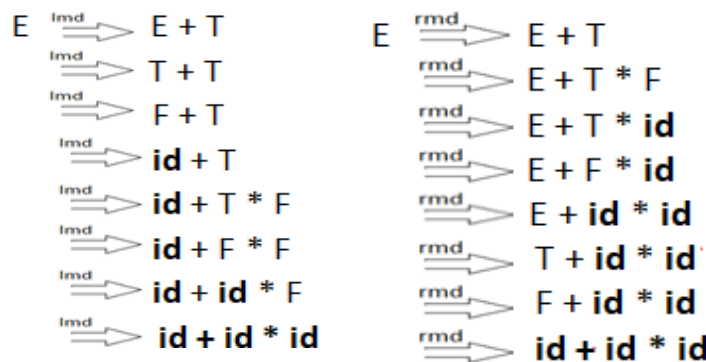 E lmd E + T
lmd T + T
lmd F + T
lmd id + T
lmd id + T * F
lmd id + F * F
lmd id + id * F
lmd id + id * id
E rmd E + T
rmd E + T * F
rmd E + T * id
rmd E + F * id
rmd E + id * id
rmd T + id * id
rmd F + id * id
rmd id + id * id